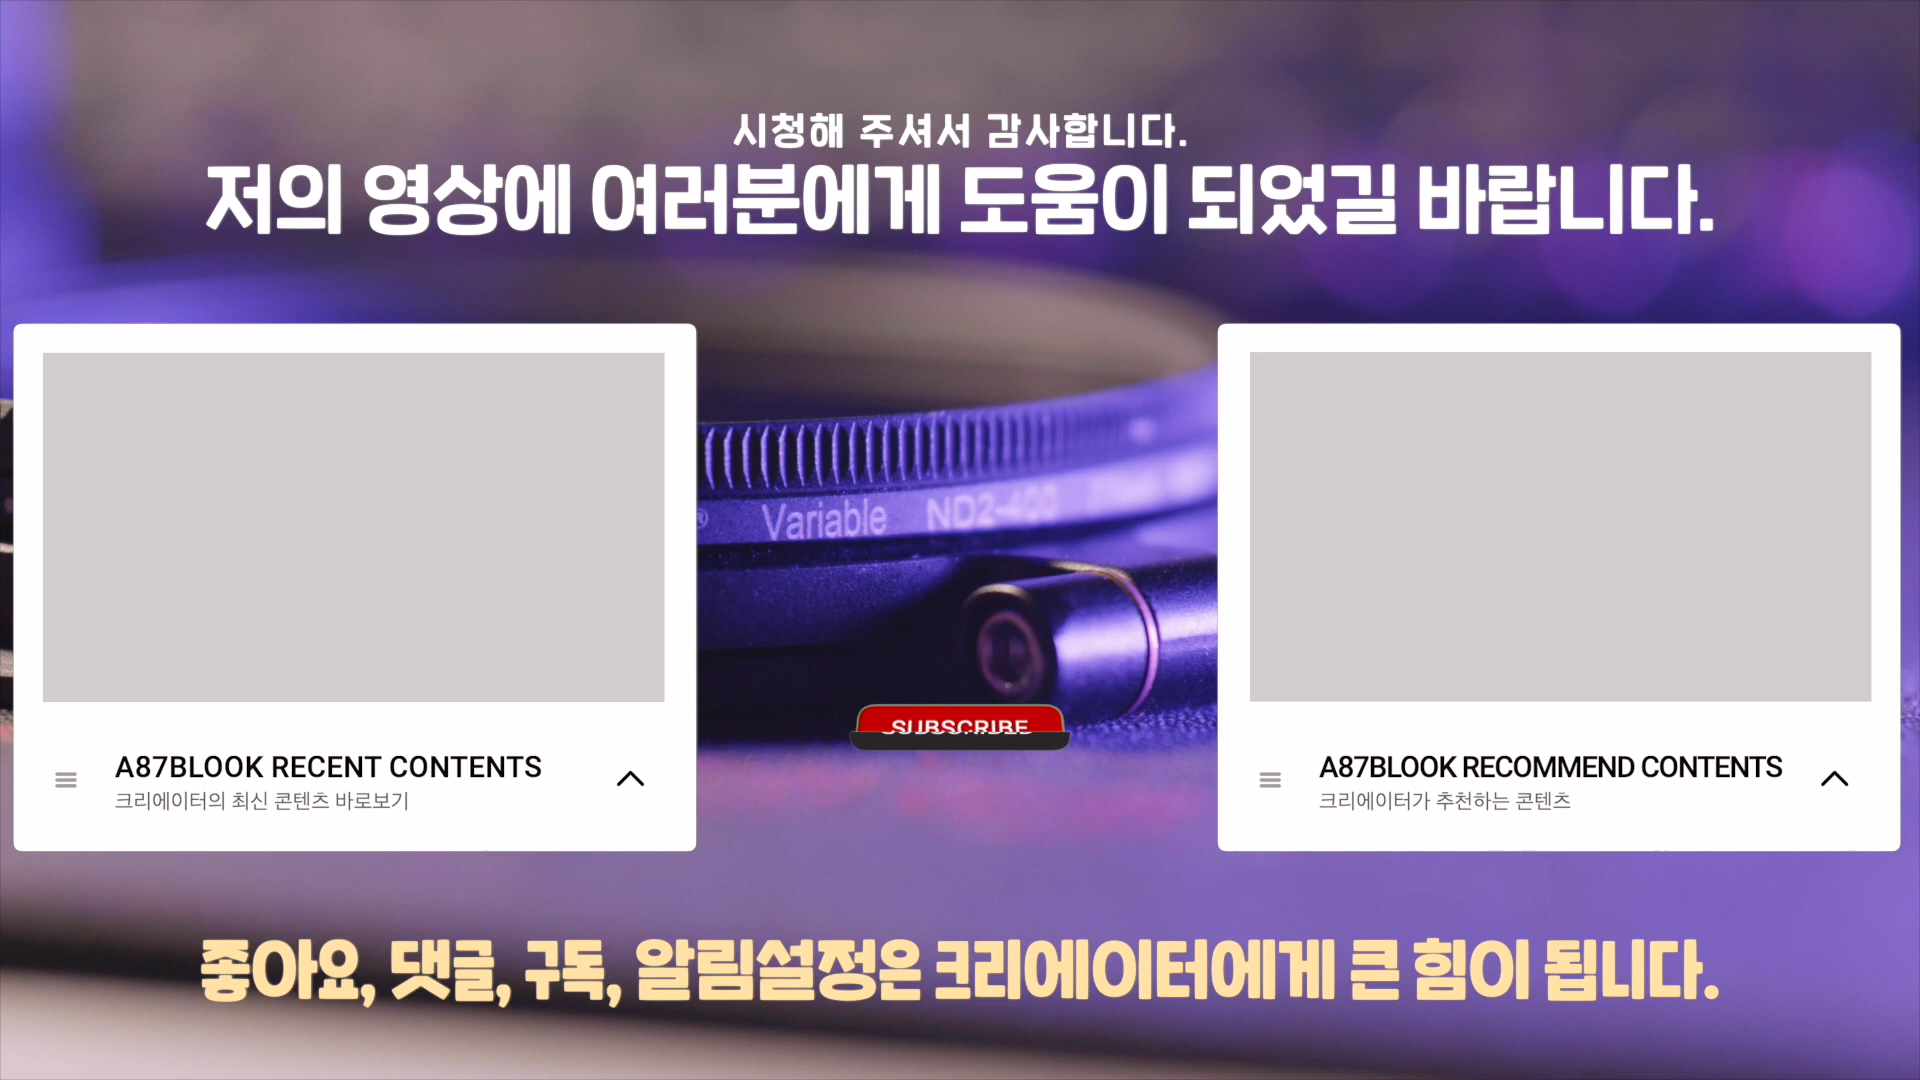 시청해 주셔서 감사합니다.
저의 영상에 여러분에게 도움이 되었길 바랍니다.
Variable ND2-400
SUBSCRIBE
A87BLOOK RECENT CONTENTS
크리에이터의 최신 콘텐츠 바로보기
A87BLOOK RECOMMEND CONTENTS
크리에이터가 추천하는 콘텐츠
좋아요, 댓글, 구독, 알림설정은 크리에이터에게 큰 힘이 됩니다.